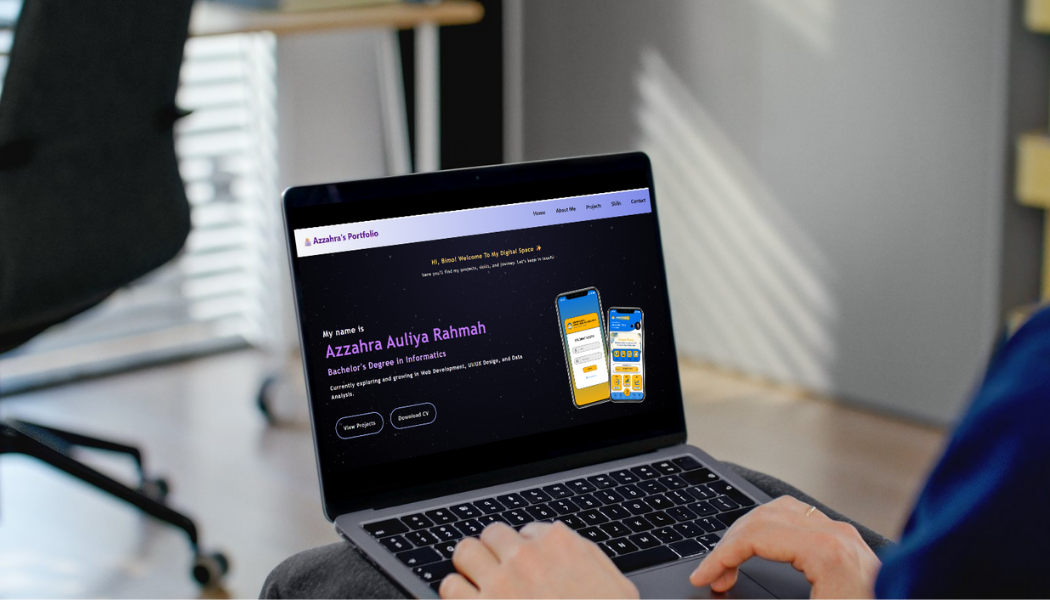 Azzahra's Portfolio
Home About Me Projects Skills Contact
Hi, Bimo! Welcome To My Digital Space ✨
Here you'll find my projects, skills, and journey. Let's keep in touch!
My name is
Azzahra Auliya Rahmah
Bachelor's Degree in Informatics
Currently exploring and growing in Web Development, UI/UX Design, and Data
Analysis.
View Projects Download CV